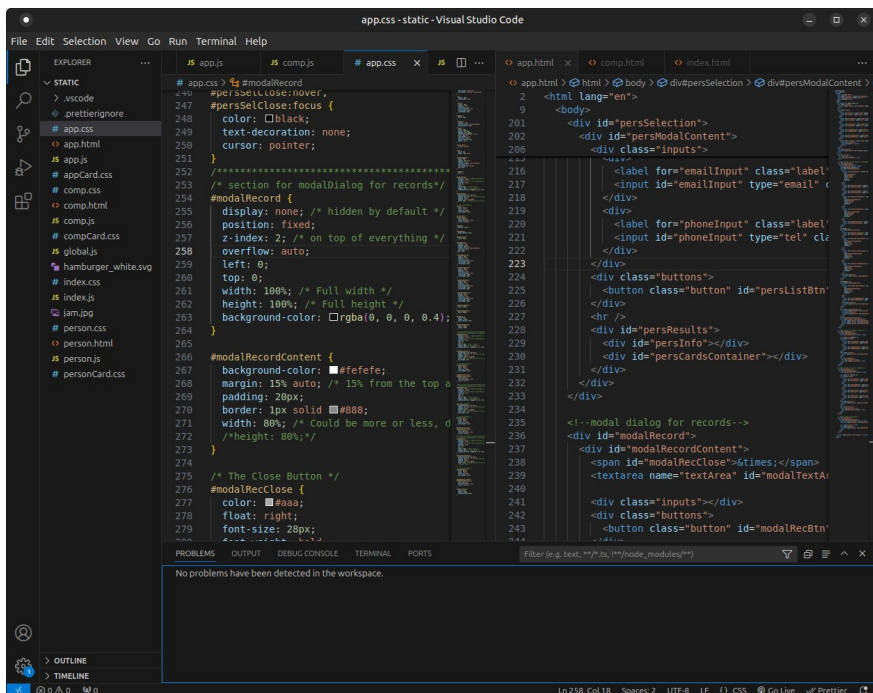 app.css - static - Visual Studio Code
File Edit Selection View Go Run Terminal Help
EXPLORER ...
STATIC
> .vscode
.prettierignore
# app.css
<> app.html
JS app.js
# appCard.css
# comp.css
<> comp.html
JS comp.js
# compCard.css
JS global.js
hamburger_white.svg
# index.css
JS index.js
jam.jpg
# person.css
<> person.html
JS person.js
# personCard.css
> OUTLINE
> TIMELINE
JS app.js JS comp.js # app.css × JS ...
# app.css > #modalRecord
246 #persSelClose:hover,
247 #persSelClose:focus {
248 color: black;
249 text-decoration: none;
250 cursor: pointer;
251 }
252 /***********************************
253 /* section for modalDialog for records*/
254 #modalRecord {
255 display: none; /* hidden by default */
256 position: fixed;
257 z-index: 2; /* on top of everything */
258 overflow: auto;
259 left: 0;
260 top: 0;
261 width: 100%; /* Full width */
262 height: 100%; /* Full height */
263 background-color: rgba(0, 0, 0, 0.4);
264 }
265
266 #modalRecordContent {
267 background-color: #fefefe;
268 margin: 15% auto; /* 15% from the top a
269 padding: 20px;
270 border: 1px solid #888;
271 width: 80%; /* Could be more or less, d
272 /*height: 80%;*/
273 }
274
275 /* The Close Button */
276 #modalRecClose {
277 color: #aaa;
278 float: right;
279 font-size: 28px;
280 font-weight: bold
<> app.html × <> comp.html <> index.html ...
<> app.html > html > body > div#persSelection > div#persModalContent >
2 <html lang="en">
9 <body>
201 <div id="persSelection">
202 <div id="persModalContent">
206 <div class="inputs">
215 <div>
216 <label for="emailInput" class="label"
217 <input id="emailInput" type="email" c
218 </div>
219 <div>
220 <label for="phoneInput" class="label"
221 <input id="phoneInput" type="tel" cla
222 </div>
223 </div>
224 <div class="buttons">
225 <button class="button" id="persListBtn"
226 </div>
227 <hr />
228 <div id="persResults">
229 <div id="persInfo"></div>
230 <div id="persCardsContainer"></div>
231 </div>
232 </div>
233 </div>
234
235 <!--modal dialog for records-->
236 <div id="modalRecord">
237 <div id="modalRecordContent">
238 <span id="modalRecClose">&times;</span>
239 <textarea name="textArea" id="modalTextAr
240
241 <div class="inputs"></div>
242 <div class="buttons">
243 <button class="button" id="modalRecBtn"
244 </div>
PROBLEMS OUTPUT DEBUG CONSOLE TERMINAL PORTS Filter (e.g. text, **/*.ts, !**/node_modules/**)
No problems have been detected in the workspace.
1
0 0 0 Ln 258, Col 18 Spaces: 2 UTF-8 LF {} CSS Go Live Prettier